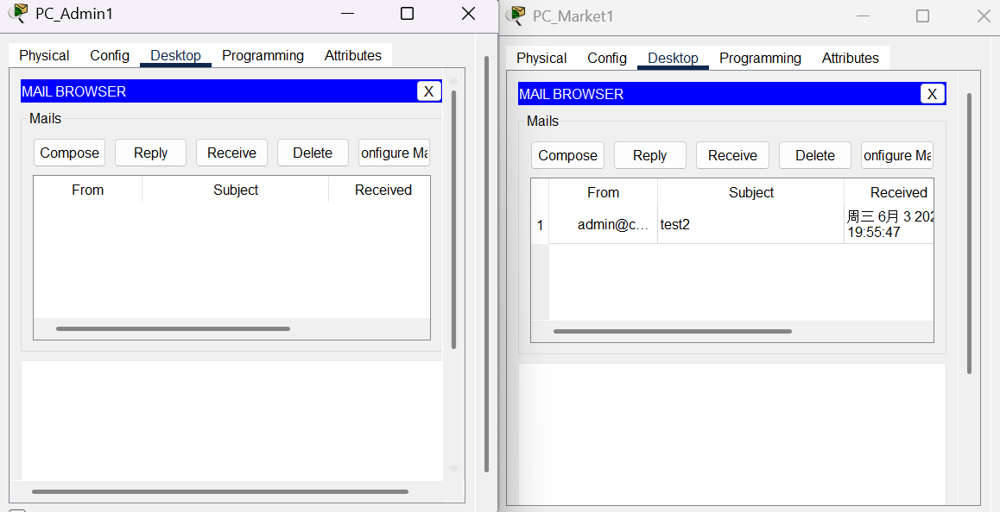 PC_Admin1
Physical Config Desktop Programming Attributes
MAIL BROWSER X
Mails
Compose Reply Receive Delete onfigure Ma
From Subject Received
PC_Market1
Physical Config Desktop Programming Attributes
MAIL BROWSER X
Mails
Compose Reply Receive Delete onfigure Ma
From Subject Received
1 admin@c... test2 周三 6月 3 202
19:55:47